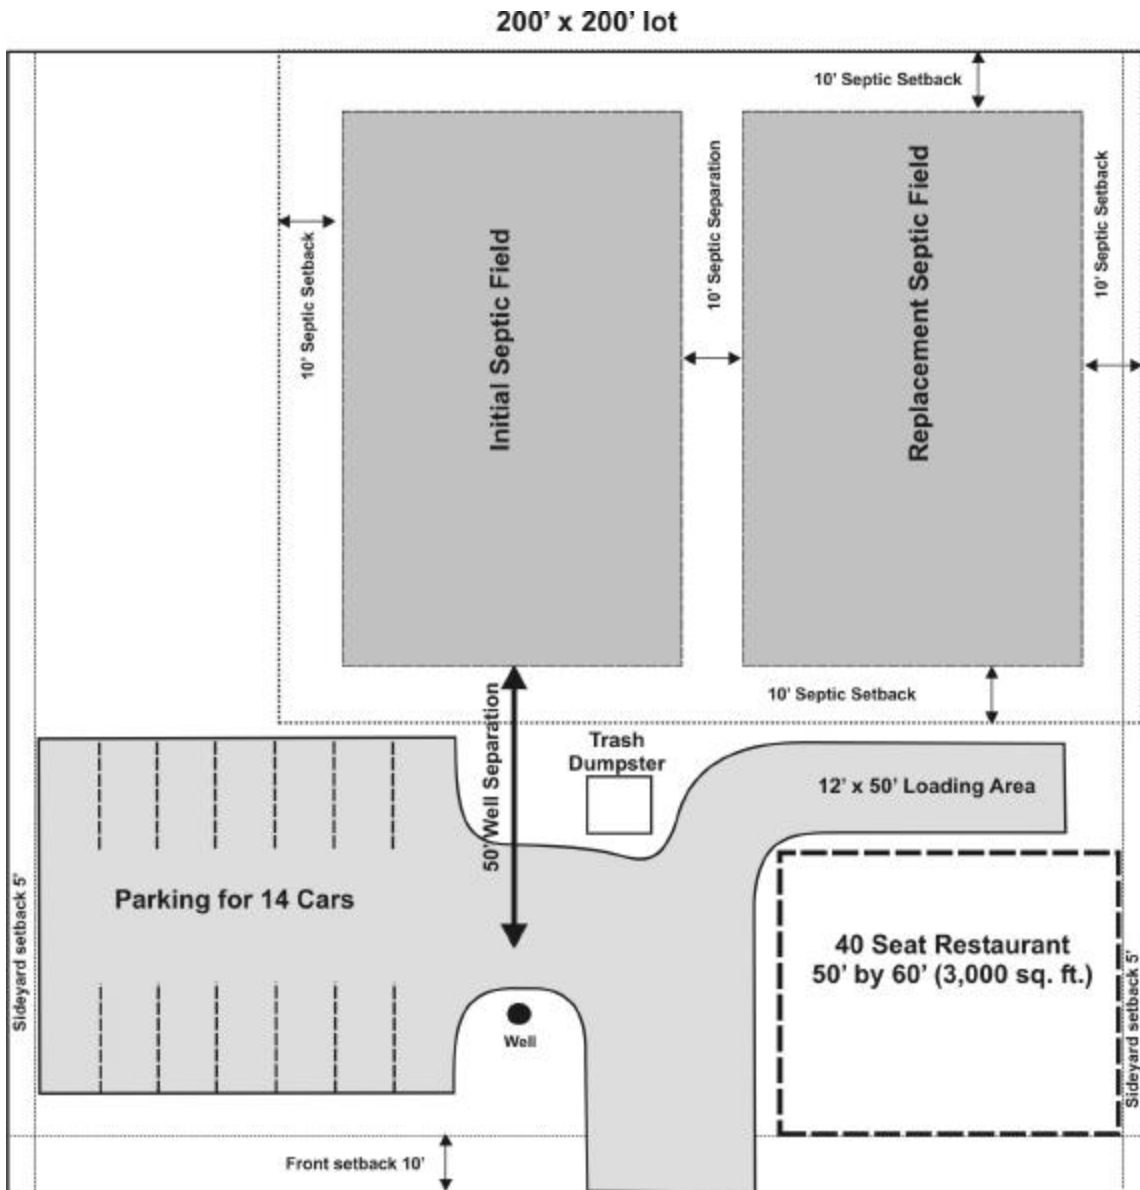 200' x 200' lot
10' Septic Setback
10' Septic Setback
Initial Septic Field
10' Septic Separation
Replacement Septic Field
10' Septic Setback
10' Septic Setback
50' Well Separation
Trash
Dumpster
12' x 50' Loading Area
Parking for 14 Cars
40 Seat Restaurant
50' by 60' (3,000 sq. ft.)
Sideyard setback 5'
Sideyard setback 5'
Well
Front setback 10'